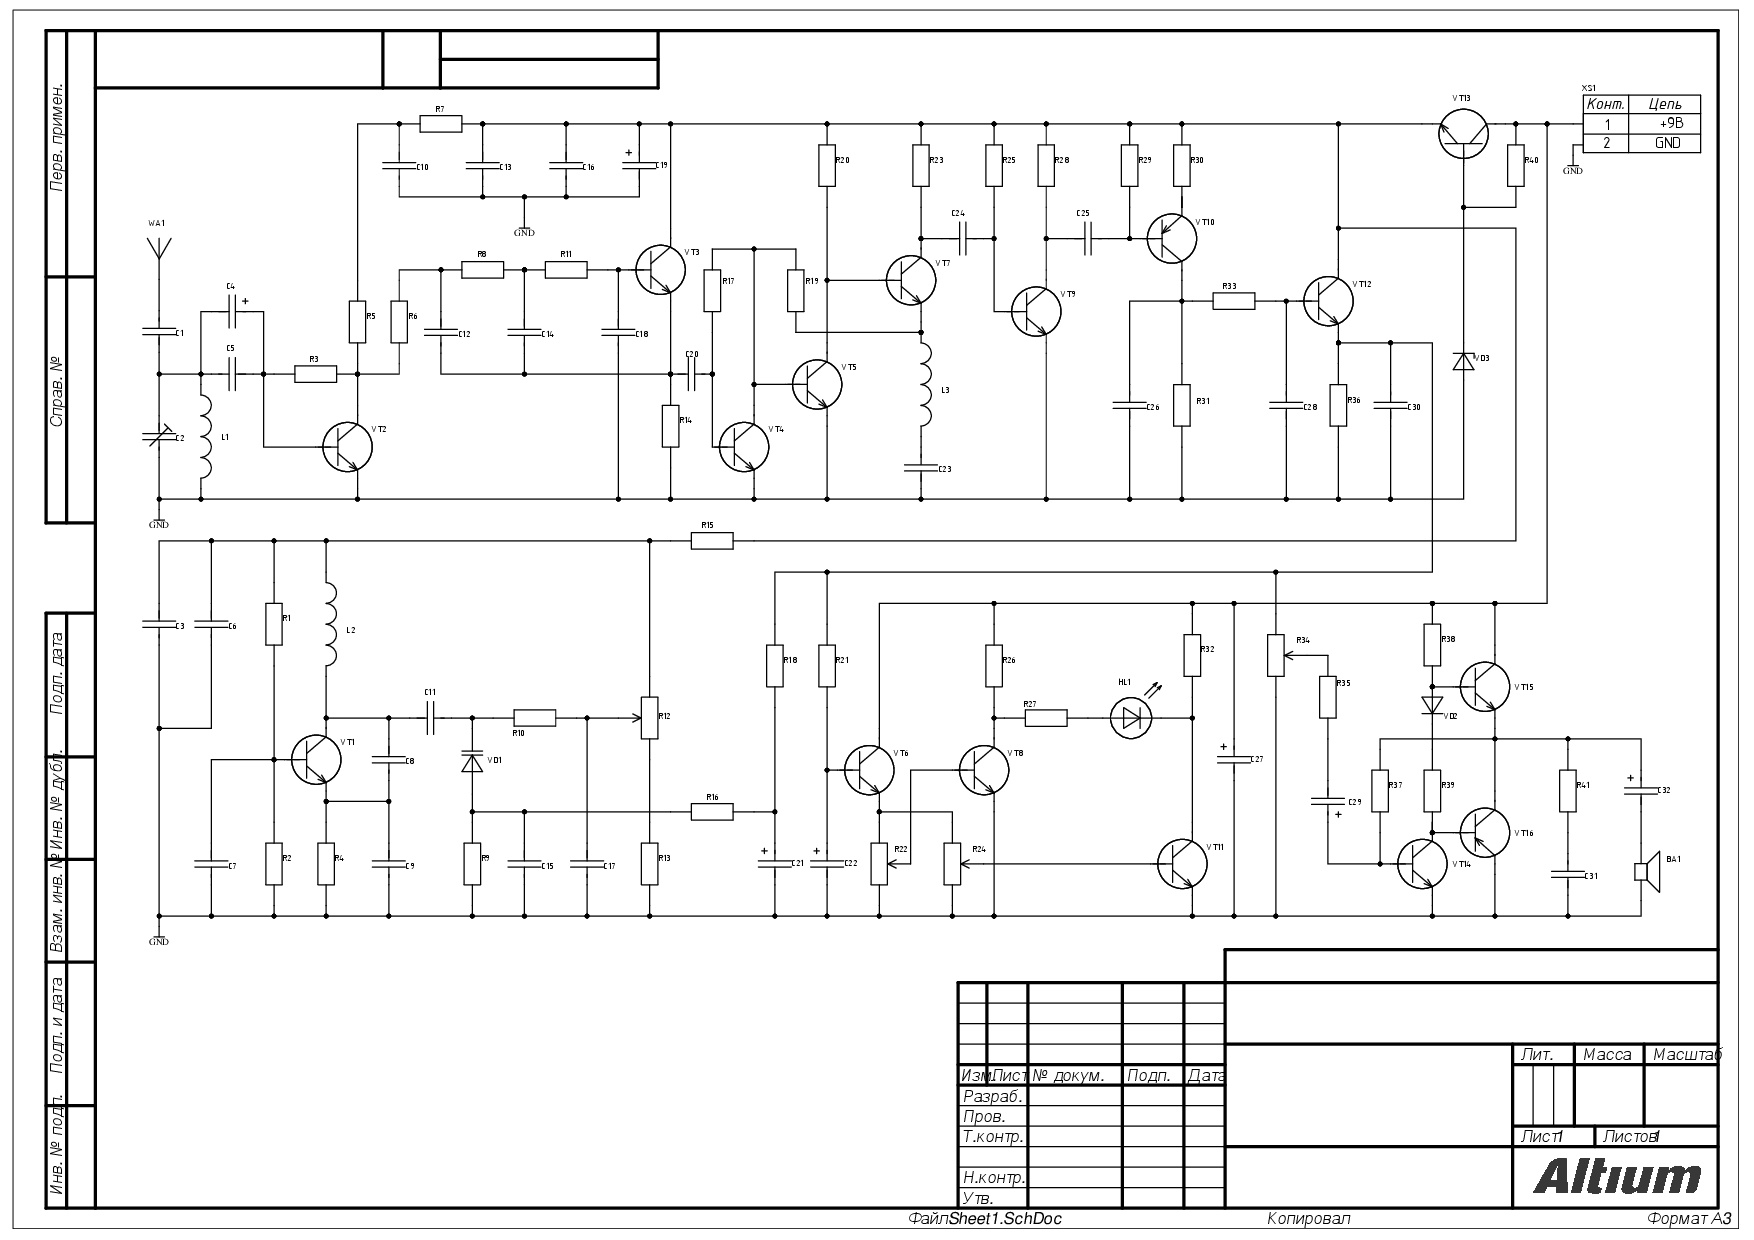 XS1
Конт. Цепь
1 +9В
2 GND
GND
VT13
R7
C10 C13 C16 C19
R20 R23 R25 R28 R29 R30 R40
GND
WA1
C24 C25 VT10
R8 R11 VT3
VT7
R17 R19
C4
R33 VT12
VT9
R5 R6
C1 C12 C14 C18
C5 R3 C20 VT5
VD3
L3
C26 R31 C28 R36 C30
R14
C2 L1 VT2 VT4
C23
GND
R15
C3 C6 R1 L2
R18 R21 R26 R32 R34 R38
HL1
R35 VT15
C11
R10 R12 R27 VD2
VT1 C8 VD1
VT6 VT8 C27
R37 R39 R41 C32
R16
C29
VT16
C7 R2 R4 C9 R9 C15 C17 R13 C21 C22 R22 R24 VT11 VT14 BA1
C31
GND
Перв. примен.
Справ. №
Подп. дата
Инв. № дубл.
Взам. инв. №
Подп. и дата
Инв. № подл.
Лит. Масса Масштаб
Изм. Лист № докум. Подп. Дата
Разраб.
Пров.
Т.контр.
Лист 1 Листов 1
Н.контр.
Утв.
Altium
Файл Sheet1.SchDoc Копировал Формат A3